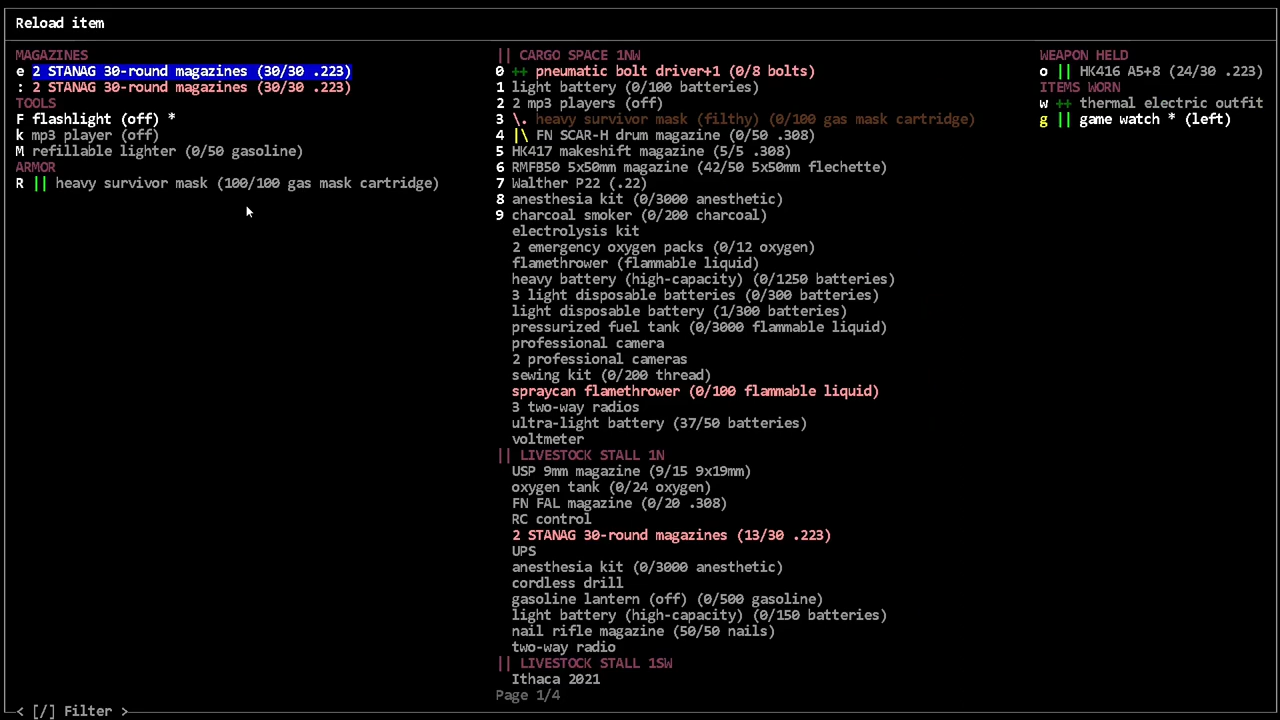 Reload item
MAGAZINES
e 2 STANAG 30-round magazines (30/30 .223)
: 2 STANAG 30-round magazines (30/30 .223)
TOOLS
F flashlight (off) *
k mp3 player (off)
M refillable lighter (0/50 gasoline)
ARMOR
R || heavy survivor mask (100/100 gas mask cartridge)
|| CARGO SPACE 1NW
0 ++ pneumatic bolt driver+1 (0/8 bolts)
1 light battery (0/100 batteries)
2 2 mp3 players (off)
3 \. heavy survivor mask (filthy) (0/100 gas mask cartridge)
4 |\ FN SCAR-H drum magazine (0/50 .308)
5 HK417 makeshift magazine (5/5 .308)
6 RMFB50 5x50mm magazine (42/50 5x50mm flechette)
7 Walther P22 (.22)
8 anesthesia kit (0/3000 anesthetic)
9 charcoal smoker (0/200 charcoal)
electrolysis kit
2 emergency oxygen packs (0/12 oxygen)
flamethrower (flammable liquid)
heavy battery (high-capacity) (0/1250 batteries)
3 light disposable batteries (0/300 batteries)
light disposable battery (1/300 batteries)
pressurized fuel tank (0/3000 flammable liquid)
professional camera
2 professional cameras
sewing kit (0/200 thread)
spraycan flamethrower (0/100 flammable liquid)
3 two-way radios
ultra-light battery (37/50 batteries)
voltmeter
|| LIVESTOCK STALL 1N
USP 9mm magazine (9/15 9x19mm)
oxygen tank (0/24 oxygen)
FN FAL magazine (0/20 .308)
RC control
2 STANAG 30-round magazines (13/30 .223)
UPS
anesthesia kit (0/3000 anesthetic)
cordless drill
gasoline lantern (off) (0/500 gasoline)
light battery (high-capacity) (0/150 batteries)
nail rifle magazine (50/50 nails)
two-way radio
|| LIVESTOCK STALL 1SW
Ithaca 2021
Page 1/4
WEAPON HELD
o || HK416 A5+8 (24/30 .223)
ITEMS WORN
w ++ thermal electric outfit
g || game watch * (left)
< [/] Filter >